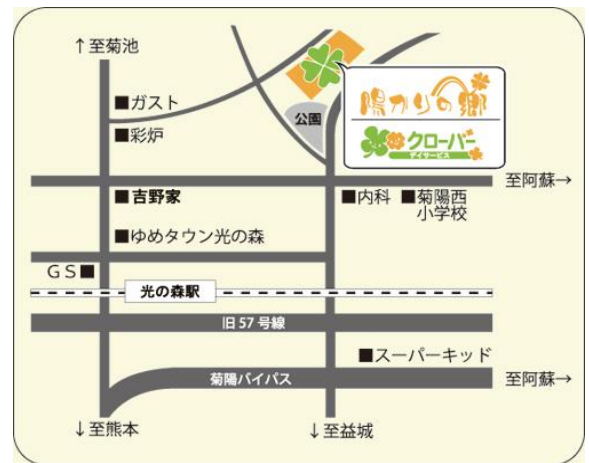 ↑至菊池
■ガスト
■彩炉
公園
陽かりの郷
クローバー
デイサービス
至阿蘇→
■吉野家
■内科
■菊陽西
小学校
■ゆめタウン光の森
GS■
光の森駅
旧57号線
■スーパーキッド
菊陽バイパス
至阿蘇→
↓至熊本
↓至益城